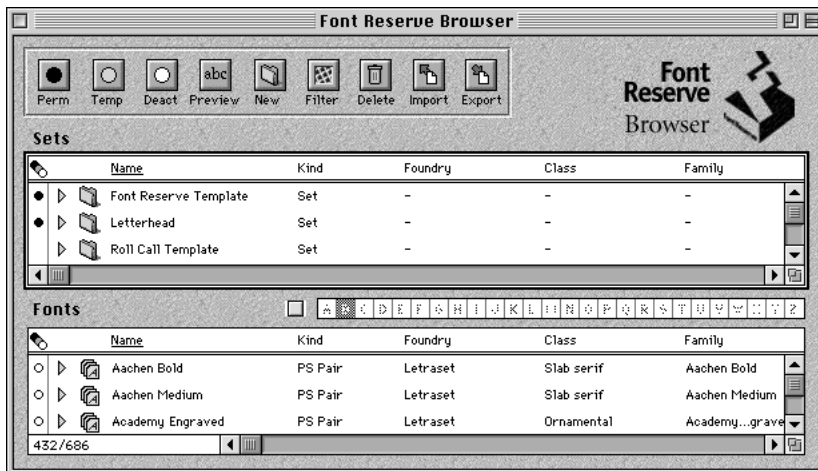 Font Reserve Browser
abc
Perm Temp Deact Preview New Filter Delete Import Export
Font
Reserve
Browser
Sets
Name Kind Foundry Class Family
Font Reserve Template Set - - -
Letterhead Set - - -
Roll Call Template Set - - -
Fonts
A B C D E F G H I J K L M N O P Q R S T U V W X Y Z
Name Kind Foundry Class Family
Aachen Bold PS Pair Letraset Slab serif Aachen Bold
Aachen Medium PS Pair Letraset Slab serif Aachen Medium
Academy Engraved PS Pair Letraset Ornamental Academy...grave
432/686